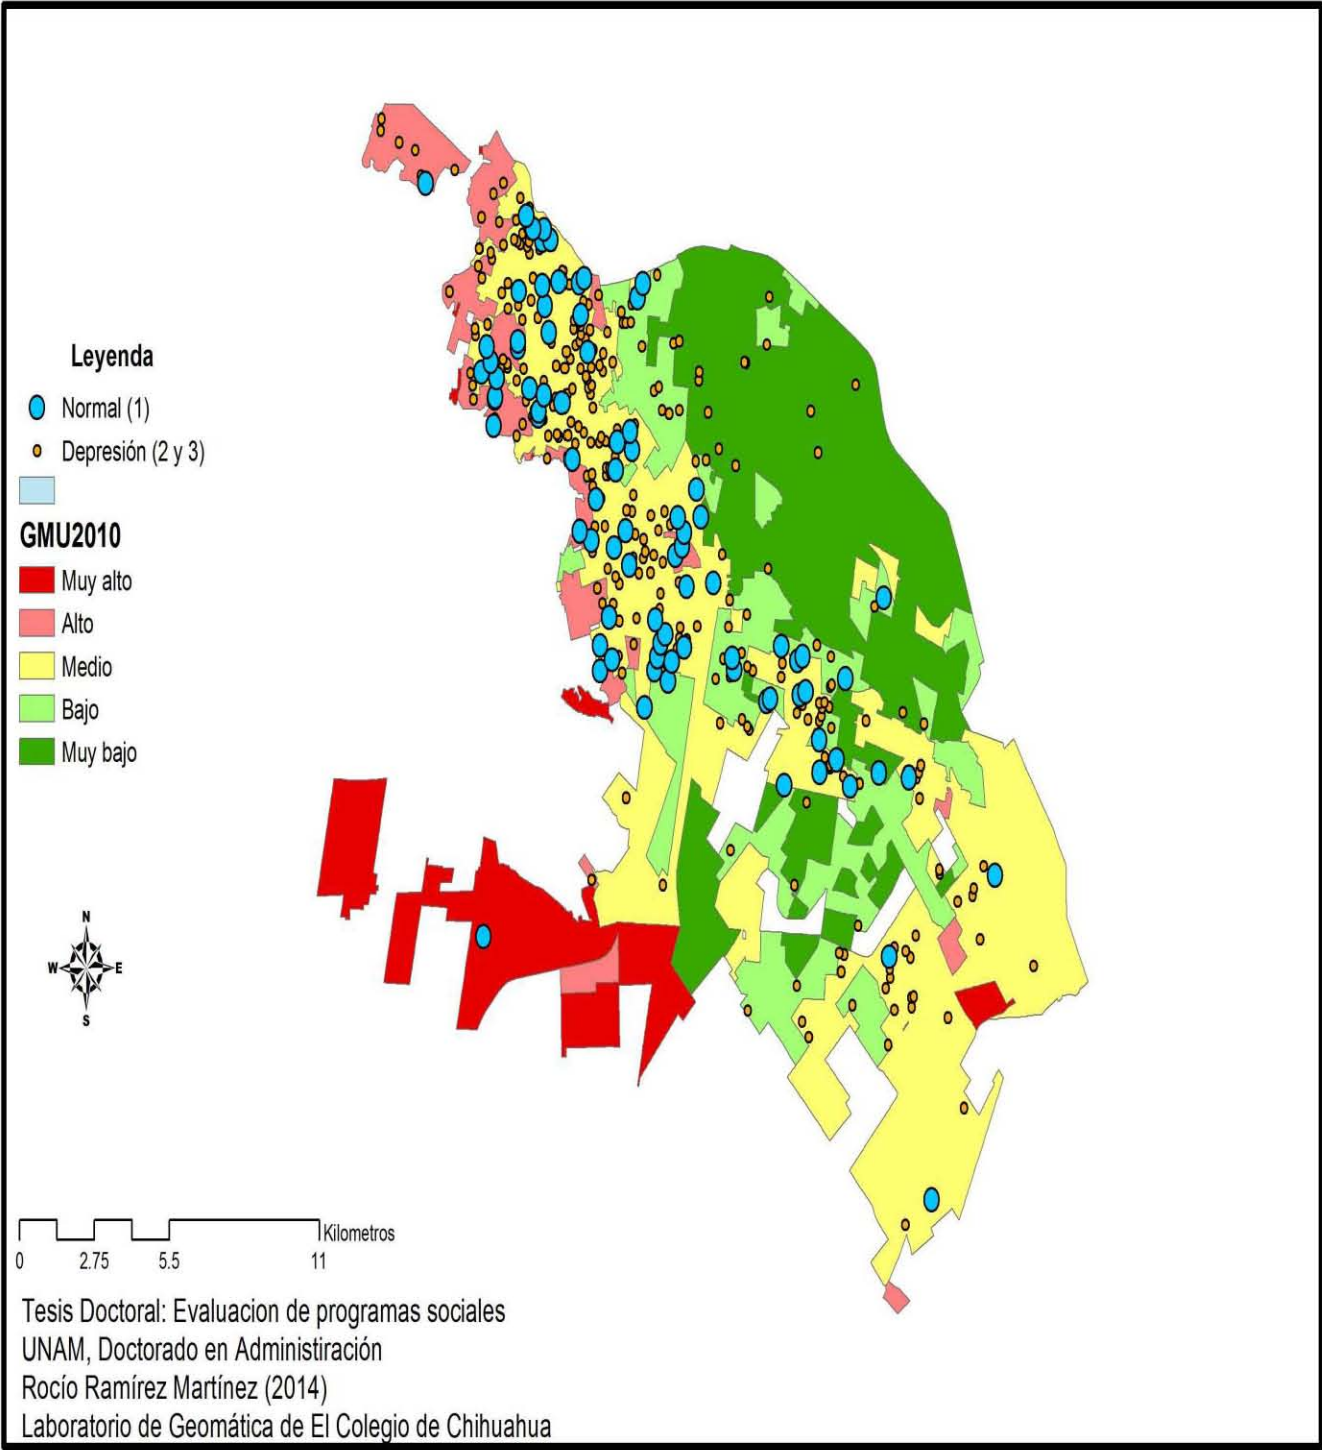 Leyenda
Normal (1)
Depresión (2 y 3)
GMU2010
Muy alto
Alto
Medio
Bajo
Muy bajo
N
W E
S
Kilometros
0 2.75 5.5 11
Tesis Doctoral: Evaluacion de programas sociales
UNAM, Doctorado en Administiración
Rocío Ramírez Martínez (2014)
Laboratorio de Geomática de El Colegio de Chihuahua